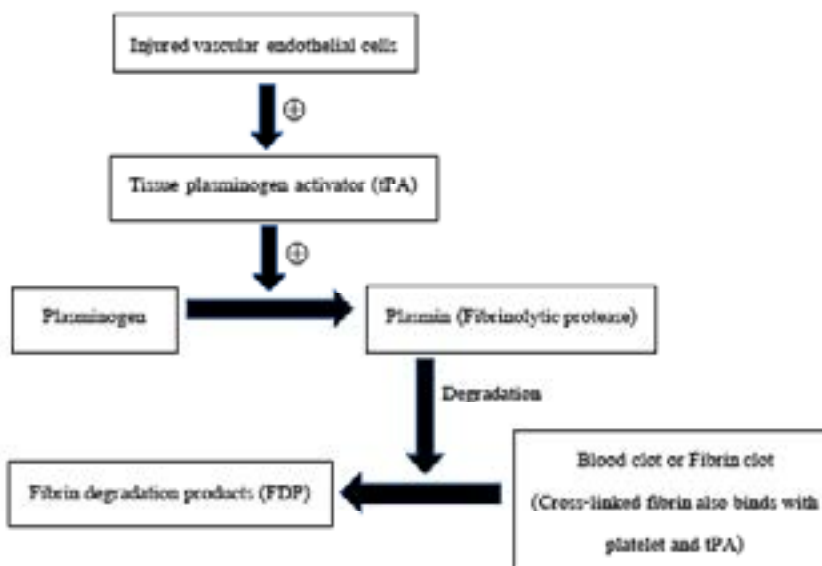 Injured vascular endothelial cells
⊕
Tissue plasminogen activator (tPA)
⊕
Plasminogen
Plasmin (Fibrinolytic protease)
Degradation
Fibrin degradation products (FDP)
Blood clot or Fibrin clot
(Cross-linked fibrin also binds with
platelet and tPA)